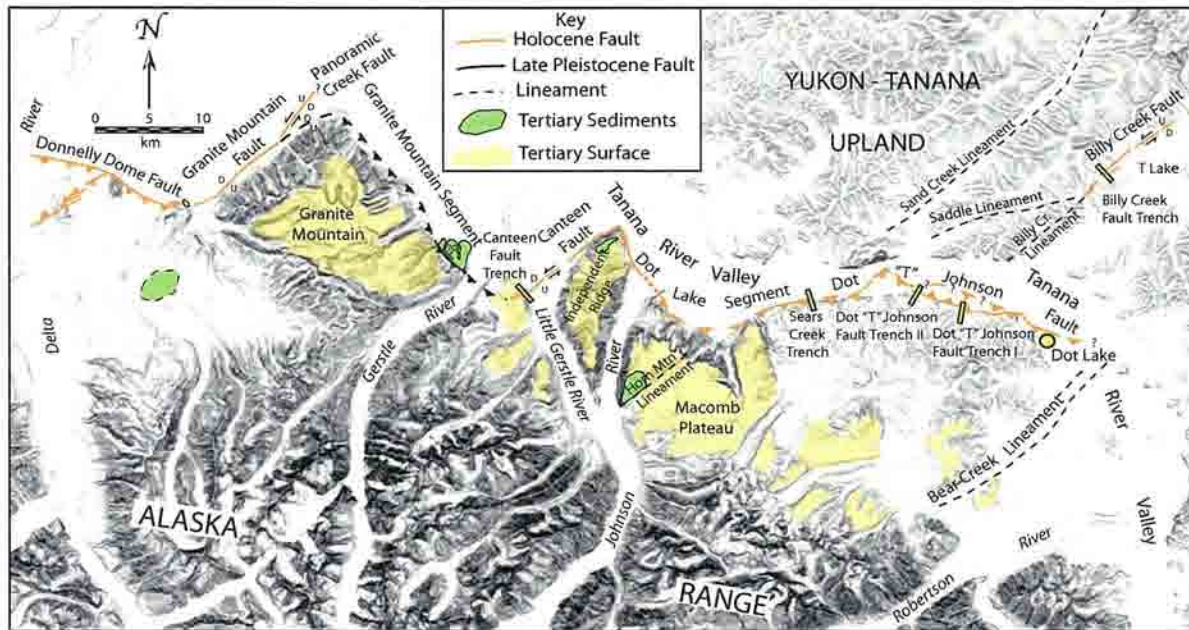 N
0 5 10
km
Key
Holocene Fault
Late Pleistocene Fault
Lineament
Tertiary Sediments
Tertiary Surface
YUKON - TANANA
UPLAND
River
Delta
Donnelly Dome Fault
Granite Mountain
Fault
Panoramic
Creek Fault
? U D
D U
Granite Mountain Segment
Granite
Mountain
Canteen
Fault
Trench
Canteen
Fault
D U
Independent
Ridge
Tanana River Valley
Dot Lake Segment
Gerstle River
Little Gerstle River
Johnson River
Horn Mtn
Lineament
Macomb
Plateau
Sears
Creek
Trench
Dot "T" Johnson Fault
Dot "T" Johnson
Fault Trench II
Dot "T" Johnson
Fault Trench I
Dot Lake
?
Sand Creek Lineament
Saddle Lineament
Billy Cr.
Lineament
Billy Creek Fault
U
D
T Lake
Billy Creek
Fault Trench
Tanana
River
Valley
Bear Creek Lineament
Robertson River
ALASKA
RANGE